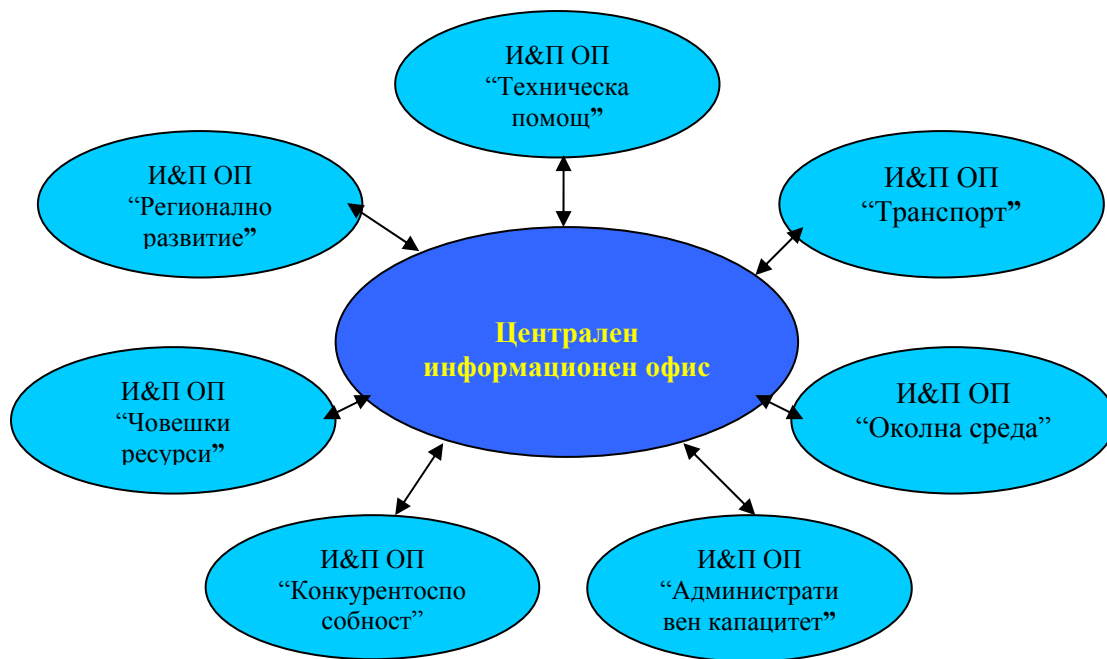 И&П ОП
“Техническа
помощ”
И&П ОП
“Регионално
развитие”
И&П ОП
“Транспорт”
Централен
информационен офис
И&П ОП
“Човешки
ресурси”
И&П ОП
“Околна среда”
И&П ОП
“Конкурентоспо
собност”
И&П ОП
“Администрати
вен капацитет”